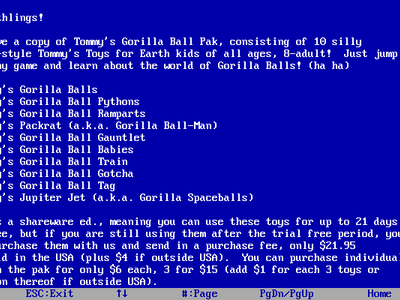 thlings!
e a copy of Tommy's Gorilla Ball Pak, consisting of 10 silly
-style Tommy's Toys for Earth kids of all ages, 8-adult!  Just jump
ny game and learn about the world of Gorilla Balls! (ha ha)
y's Gorilla Balls
y's Gorilla Ball Pythons
y's Gorilla Ball Ramparts
y's Packrat (a.k.a. Gorilla Ball-Man)
y's Gorilla Ball Gauntlet
y's Gorilla Ball Babies
y's Gorilla Ball Train
y's Gorilla Ball Gotcha
y's Gorilla Ball Tag
y's Jupiter Jet (a.k.a. Gorilla Spaceballs)
a shareware ed., meaning you can use these toys for up to 21 days
ee, but if you are still using them after the trial free period, you
urchase them with us and send in a purchase fee, only $21.95
d in the USA (plus $4 if outside USA).  You can purchase individual
n the pak for only $6 each, 3 for $15 (add $1 for each 3 toys or
on thereof if outside USA).
ESC:Exit ↑↓ #:Page PgDn/PgUp Home